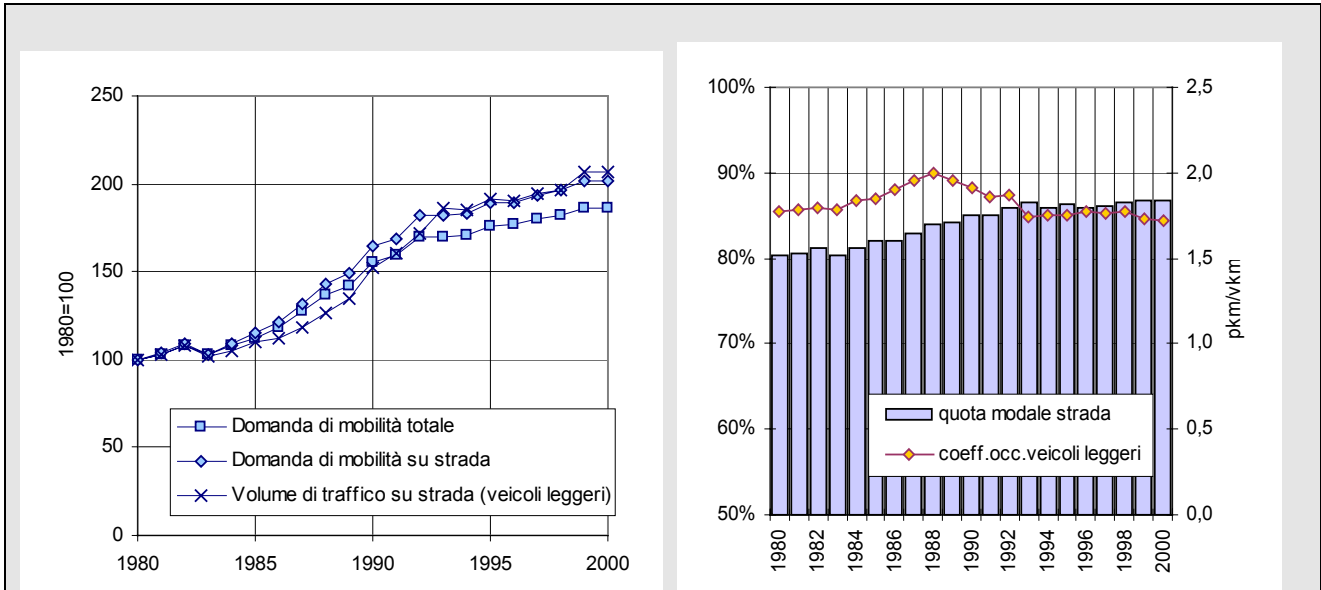 250
200
150
100
50
0
1980=100
1980 1985 1990 1995 2000
Domanda di mobilità totale
Domanda di mobilità su strada
Volume di traffico su strada (veicoli leggeri)
100%
90%
80%
70%
60%
50%
2,5
2,0
1,5
1,0
0,5
0,0
pkm/vkm
quota modale strada
coeff.occ.veicoli leggeri
1980 1982 1984 1986 1988 1990 1992 1994 1996 1998 2000